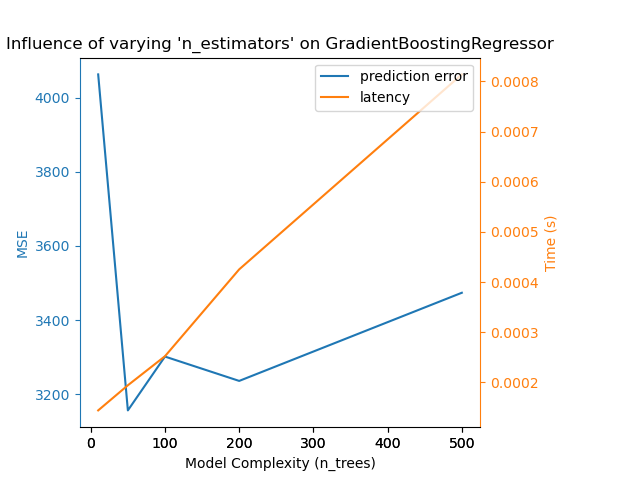 Influence of varying 'n_estimators' on GradientBoostingRegressor
prediction error
latency
MSE
4000
3800
3600
3400
3200
0.0008
0.0007
0.0006
0.0005
0.0004
0.0003
0.0002
Time (s)
0 100 200 300 400 500
Model Complexity (n_trees)